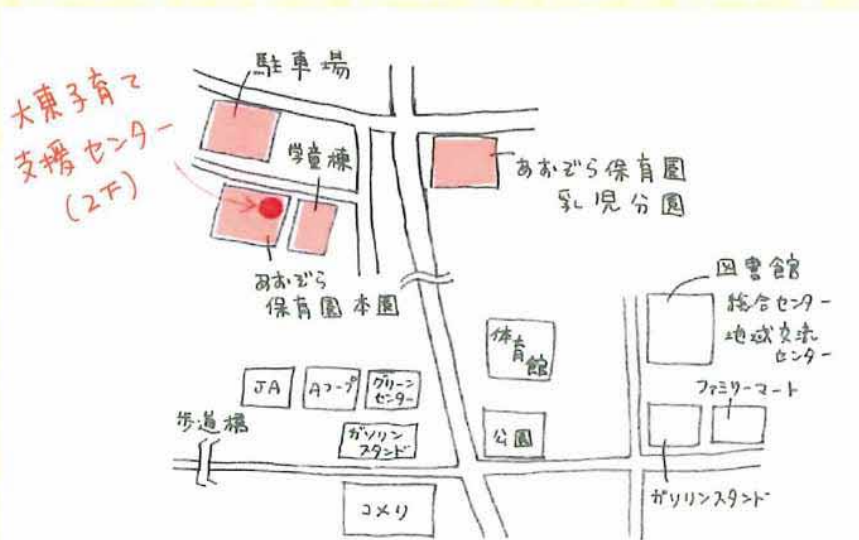 駐車場
大東子育て
支援センター
(2F)
学童棟
あおぞら保育園
乳児分園
あおぞら
保育園本園
図書館
総合センター
地域交流
センター
体育
館
ファミリーマート
JA
Aコープ
グリーン
センター
歩道橋
ガソリン
スタンド
公園
ガソリンスタンド
コメリ